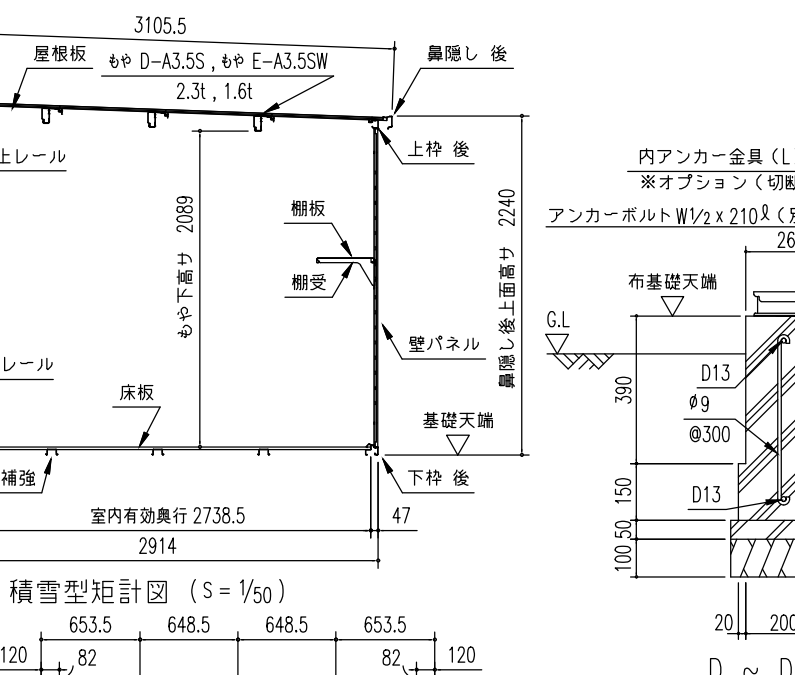 3105.5
屋根板
もや D-A3.5S , もや E-A3.5SW
2.3t , 1.6t
鼻隠し 後
上レール
上枠 後
もや下高サ 2089
棚板
棚受
鼻隠し後上面高サ 2240
壁パネル
レール
床板
基礎天端
補強
下枠 後
室内有効奥行 2738.5
47
2914
積雪型矩計図 (S = 1/50)
653.5
648.5
648.5
653.5
120
82
82
120
内アンカー金具 (L
※オプション (切断
アンカーボルト W1/2 x 210ℓ (別
26
布基礎天端
G.L
D13
φ9
@300
D13
390
150
50
100
20
200
D ~ D